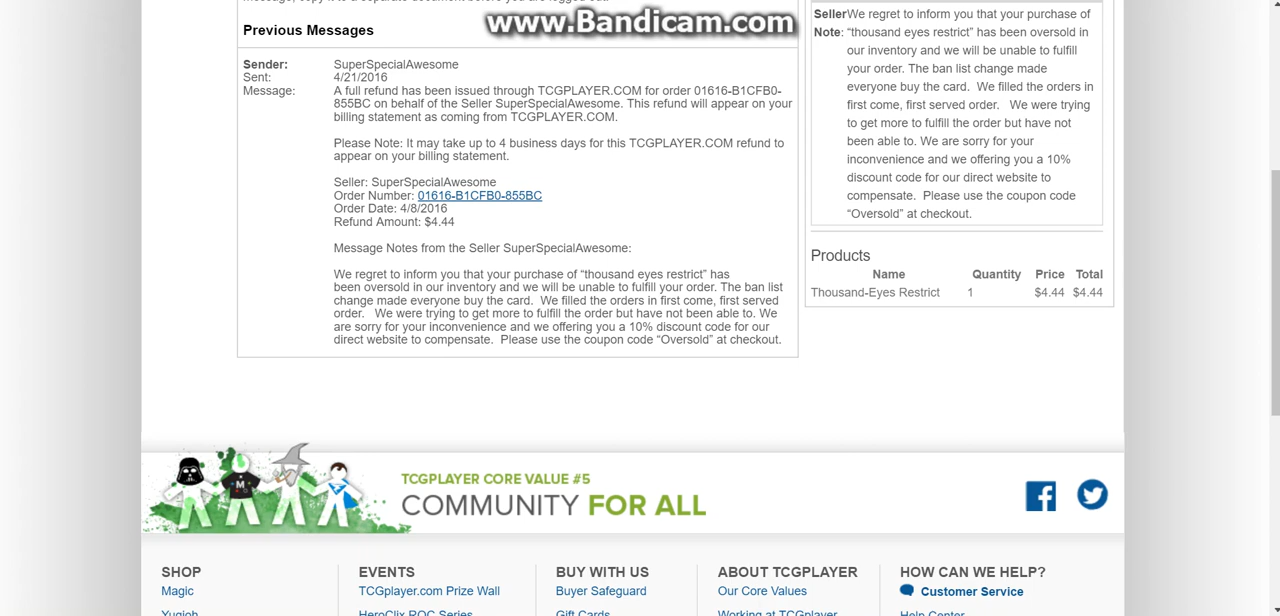 www.Bandicam.com
Previous Messages
Sender: SuperSpecialAwesome
Sent: 4/21/2016
Message: A full refund has been issued through TCGPLAYER.COM for order 01616-B1CFB0-
855BC on behalf of the Seller SuperSpecialAwesome. This refund will appear on your
billing statement as coming from TCGPLAYER.COM.
Please Note: It may take up to 4 business days for this TCGPLAYER.COM refund to
appear on your billing statement.
Seller: SuperSpecialAwesome
Order Number: 01616-B1CFB0-855BC
Order Date: 4/8/2016
Refund Amount: $4.44
Message Notes from the Seller SuperSpecialAwesome:
We regret to inform you that your purchase of “thousand eyes restrict” has
been oversold in our inventory and we will be unable to fulfill your order. The ban list
change made everyone buy the card.  We filled the orders in first come, first served
order.   We were trying to get more to fulfill the order but have not been able to. We
are sorry for your inconvenience and we offering you a 10% discount code for our
direct website to compensate.  Please use the coupon code “Oversold” at checkout.
Seller We regret to inform you that your purchase of
Note: “thousand eyes restrict” has been oversold in
our inventory and we will be unable to fulfill
your order. The ban list change made
everyone buy the card.  We filled the orders in
first come, first served order.   We were trying
to get more to fulfill the order but have not
been able to. We are sorry for your
inconvenience and we offering you a 10%
discount code for our direct website to
compensate.  Please use the coupon code
“Oversold” at checkout.
Products
Name Quantity Price Total
Thousand-Eyes Restrict 1 $4.44 $4.44
TCGPLAYER CORE VALUE #5
COMMUNITY FOR ALL
SHOP EVENTS BUY WITH US ABOUT TCGPLAYER HOW CAN WE HELP?
Magic TCGplayer.com Prize Wall Buyer Safeguard Our Core Values Customer Service
Yugioh HeroClix ROC Series Gift Cards Working at TCGplayer Help Center